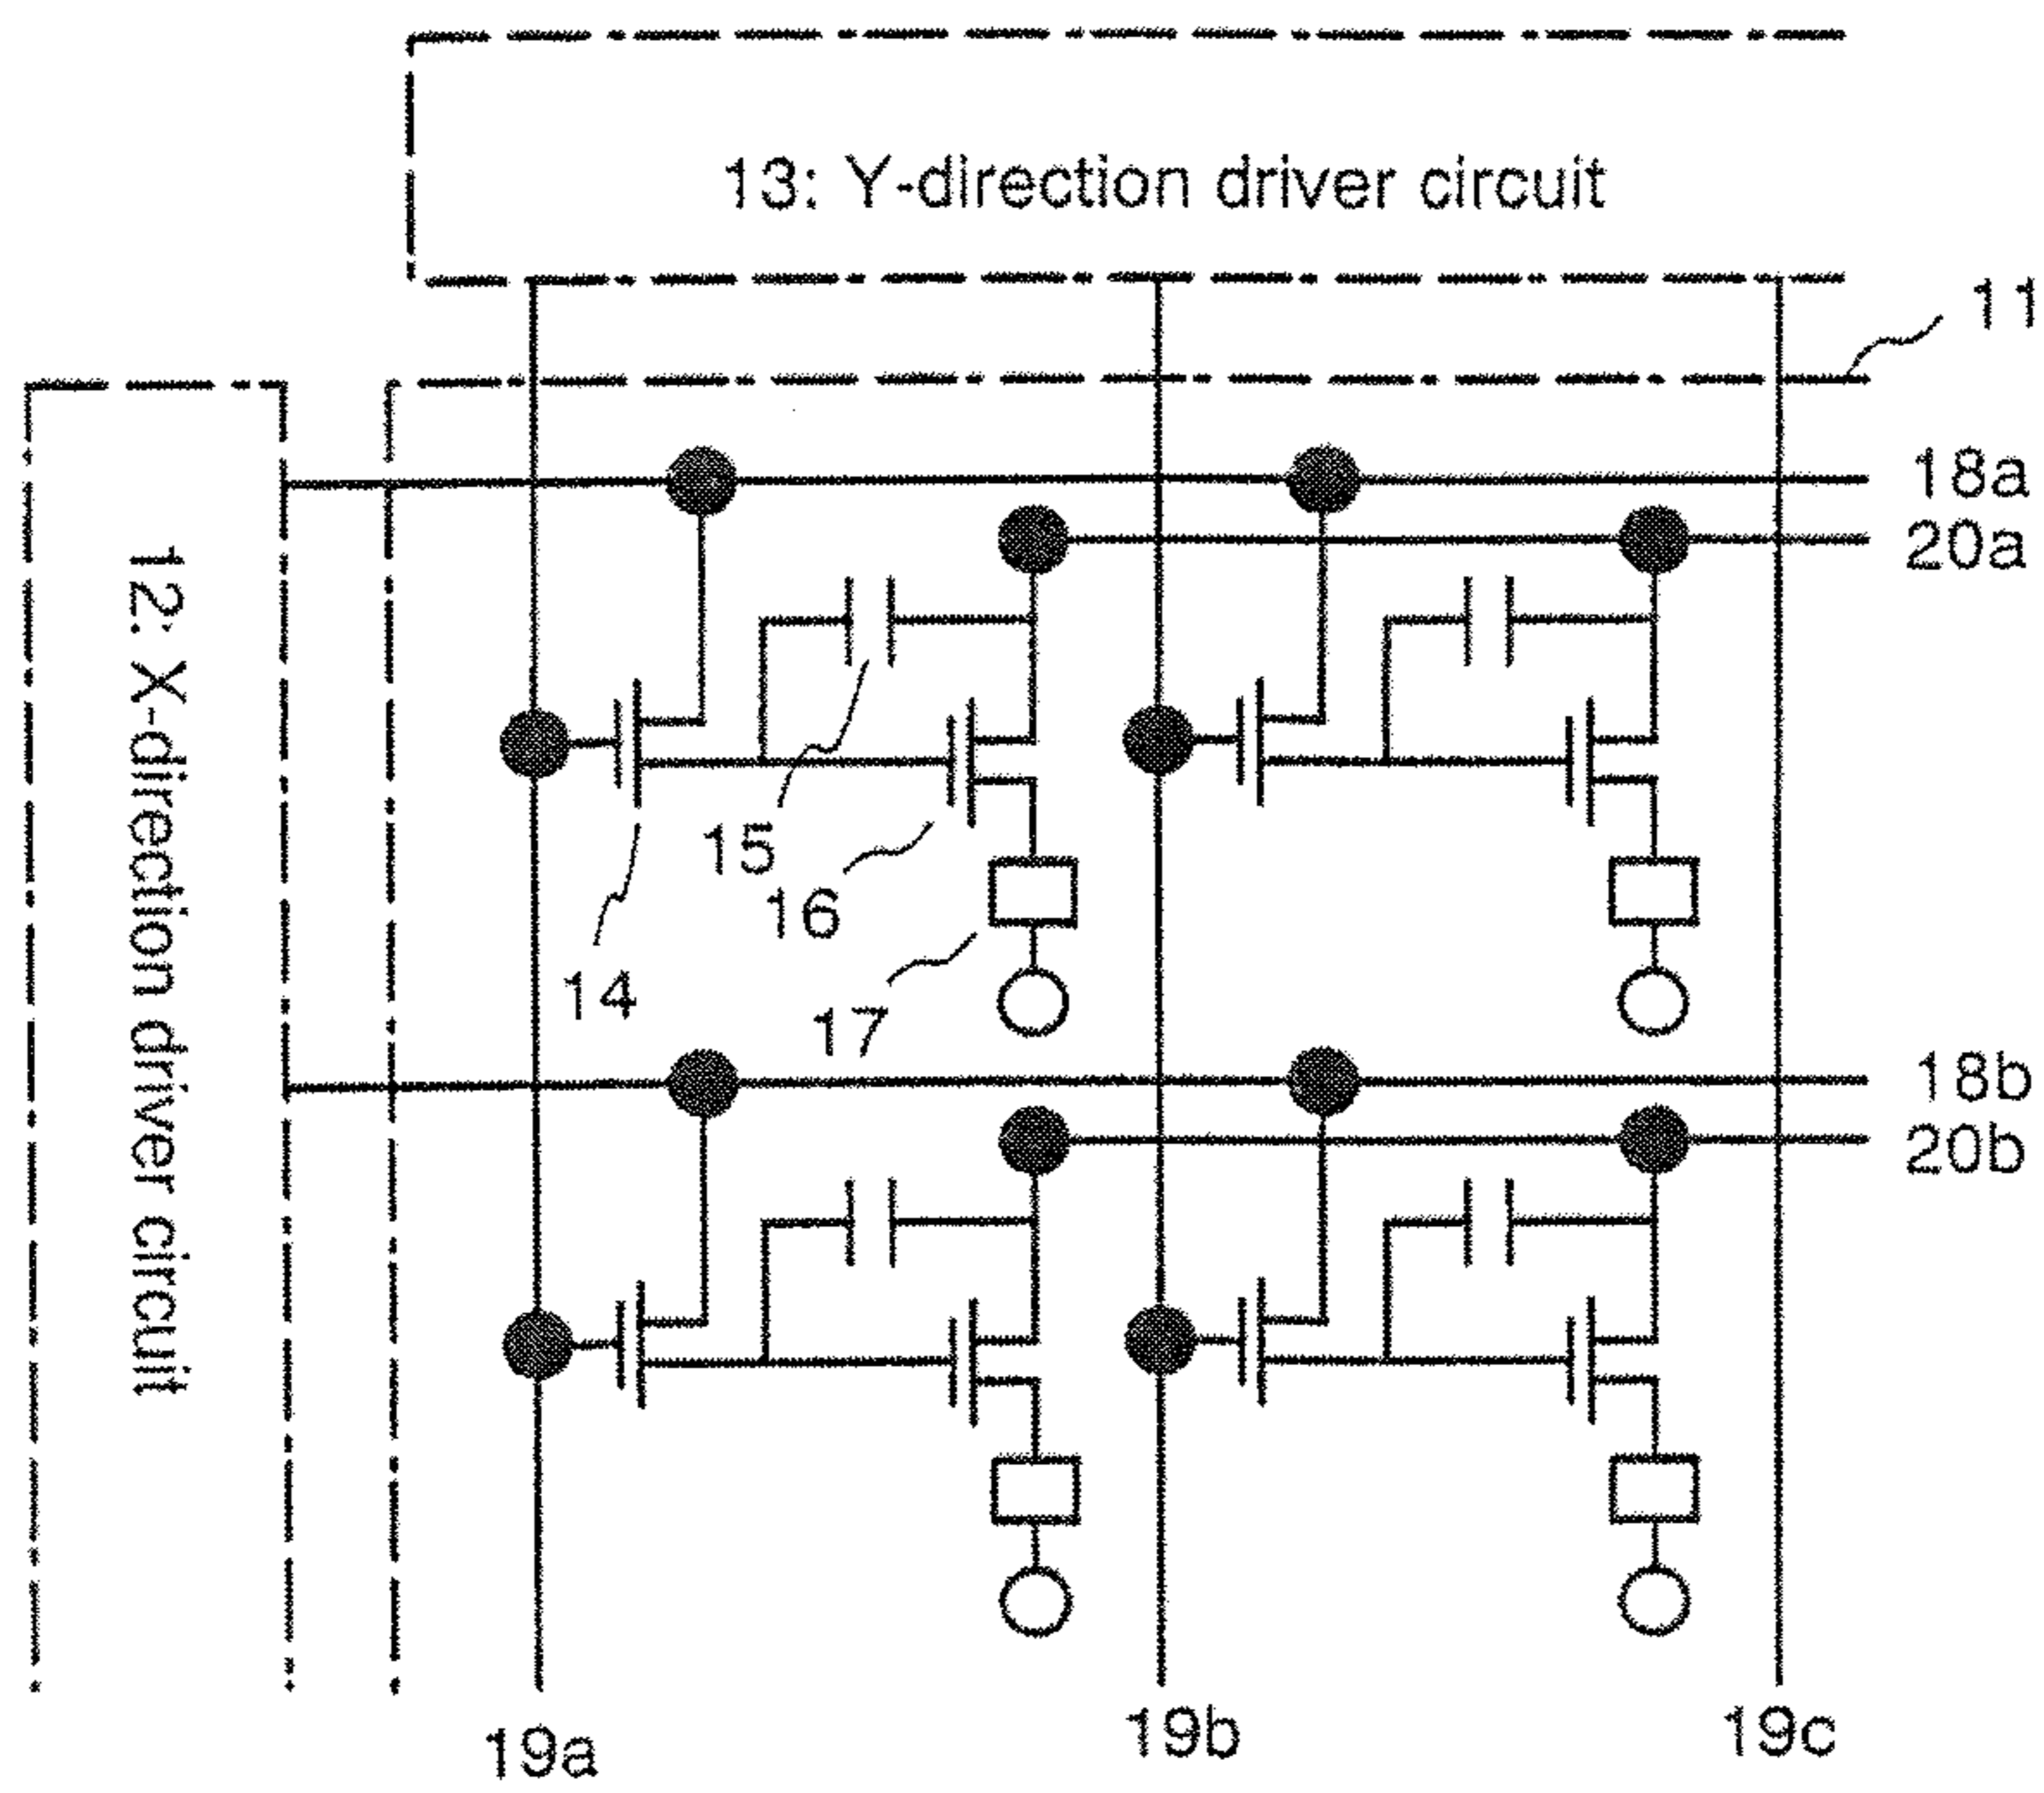 13: Y-direction driver circuit
11
18a
20a
12: X-direction driver circuit
15
16
14
17
18b
20b
19a
19b
19c